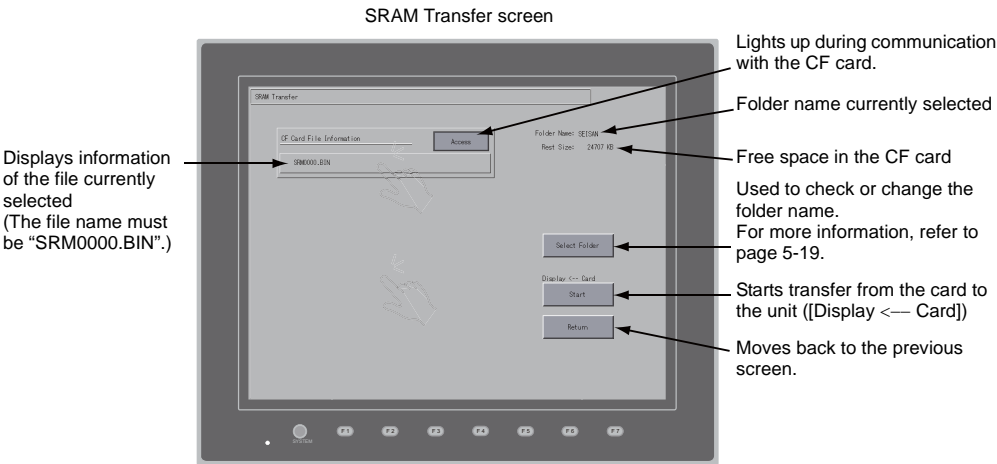 SRAM Transfer screen
Lights up during communication
with the CF card.
Folder name currently selected
Free space in the CF card
Used to check or change the
folder name.
For more information, refer to
page 5-19.
Starts transfer from the card to
the unit ([Display <–– Card])
Moves back to the previous
screen.
Displays information
of the file currently
selected
(The file name must
be “SRM0000.BIN”.)
SRAM Transfer
CF Card File Information
Access
SRM0000.BIN
Folder Name: SEISAN
Rest Size: 24707 KB
Select Folder
Display <-- Card
Start
Return
SYSTEM
F1 F2 F3 F4 F5 F6 F7